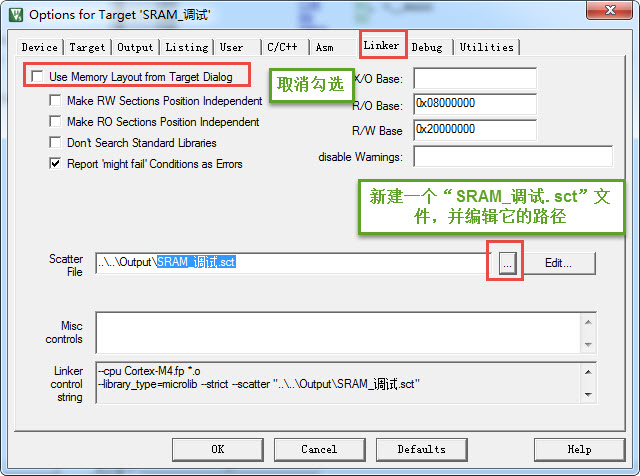 Options for Target 'SRAM_调试'
Device Target Output Listing User C/C++ Asm Linker Debug Utilities
Use Memory Layout from Target Dialog
取消勾选
X/O Base:
Make RW Sections Position Independent
R/O Base: 0x08000000
Make RO Sections Position Independent
R/W Base 0x20000000
Don't Search Standard Libraries
disable Warnings:
Report 'might fail' Conditions as Errors
新建一个“SRAM_调试.sct”文
件，并编辑它的路径
Scatter
File
..\..\Output\SRAM_调试.sct
...
Edit...
Misc
controls
Linker
control
string
--cpu Cortex-M4.fp *.o
--library_type=microlib --strict --scatter "..\..\Output\SRAM_调试.sct"
OK Cancel Defaults Help